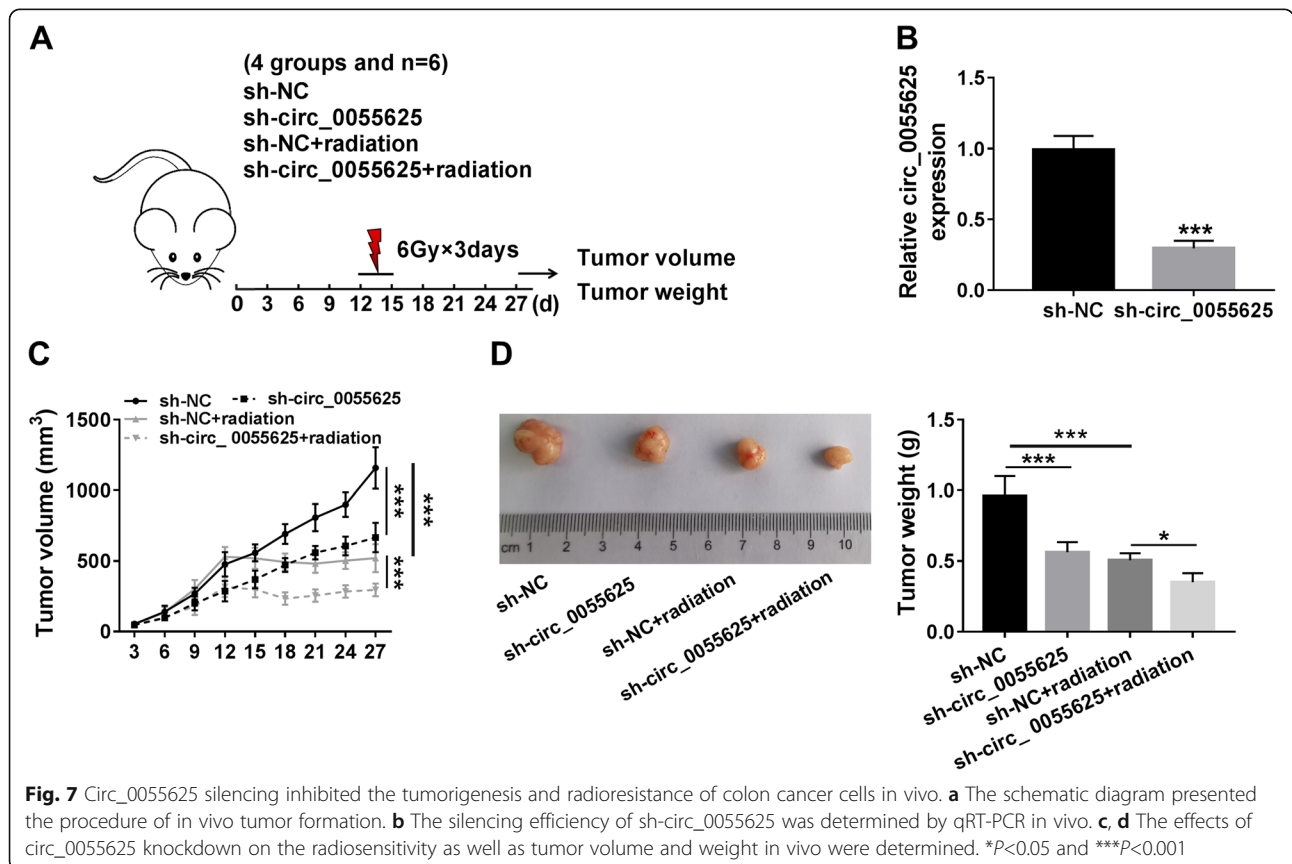 A
(4 groups and n=6)
sh-NC
sh-circ_0055625
sh-NC+radiation
sh-circ_0055625+radiation
6Gy×3days
0 3 6 9 12 15 18 21 24 27 (d)
Tumor volume
Tumor weight
B
Relative circ_0055625
expression
1.5
1.0
0.5
0.0
***
sh-NC sh-circ_0055625
C
sh-NC sh-circ_0055625
sh-NC+radiation
sh-circ_ 0055625+radiation
Tumor volume (mm³)
1500
1000
500
0
3 6 9 12 15 18 21 24 27
***
***
***
D
cm 1 2 3 4 5 6 7 8 9 10
sh-NC
sh-circ_0055625
sh-NC+radiation
sh-circ_0055625+radiation
Tumor weight (g)
1.5
1.0
0.5
0.0
***
***
*
sh-NC
sh-circ_0055625
sh-NC+radiation
sh-circ_ 0055625+radiation
Fig. 7 Circ_0055625 silencing inhibited the tumorigenesis and radioresistance of colon cancer cells in vivo. a The schematic diagram presented
the procedure of in vivo tumor formation. b The silencing efficiency of sh-circ_0055625 was determined by qRT-PCR in vivo. c, d The effects of
circ_0055625 knockdown on the radiosensitivity as well as tumor volume and weight in vivo were determined. *P<0.05 and ***P<0.001